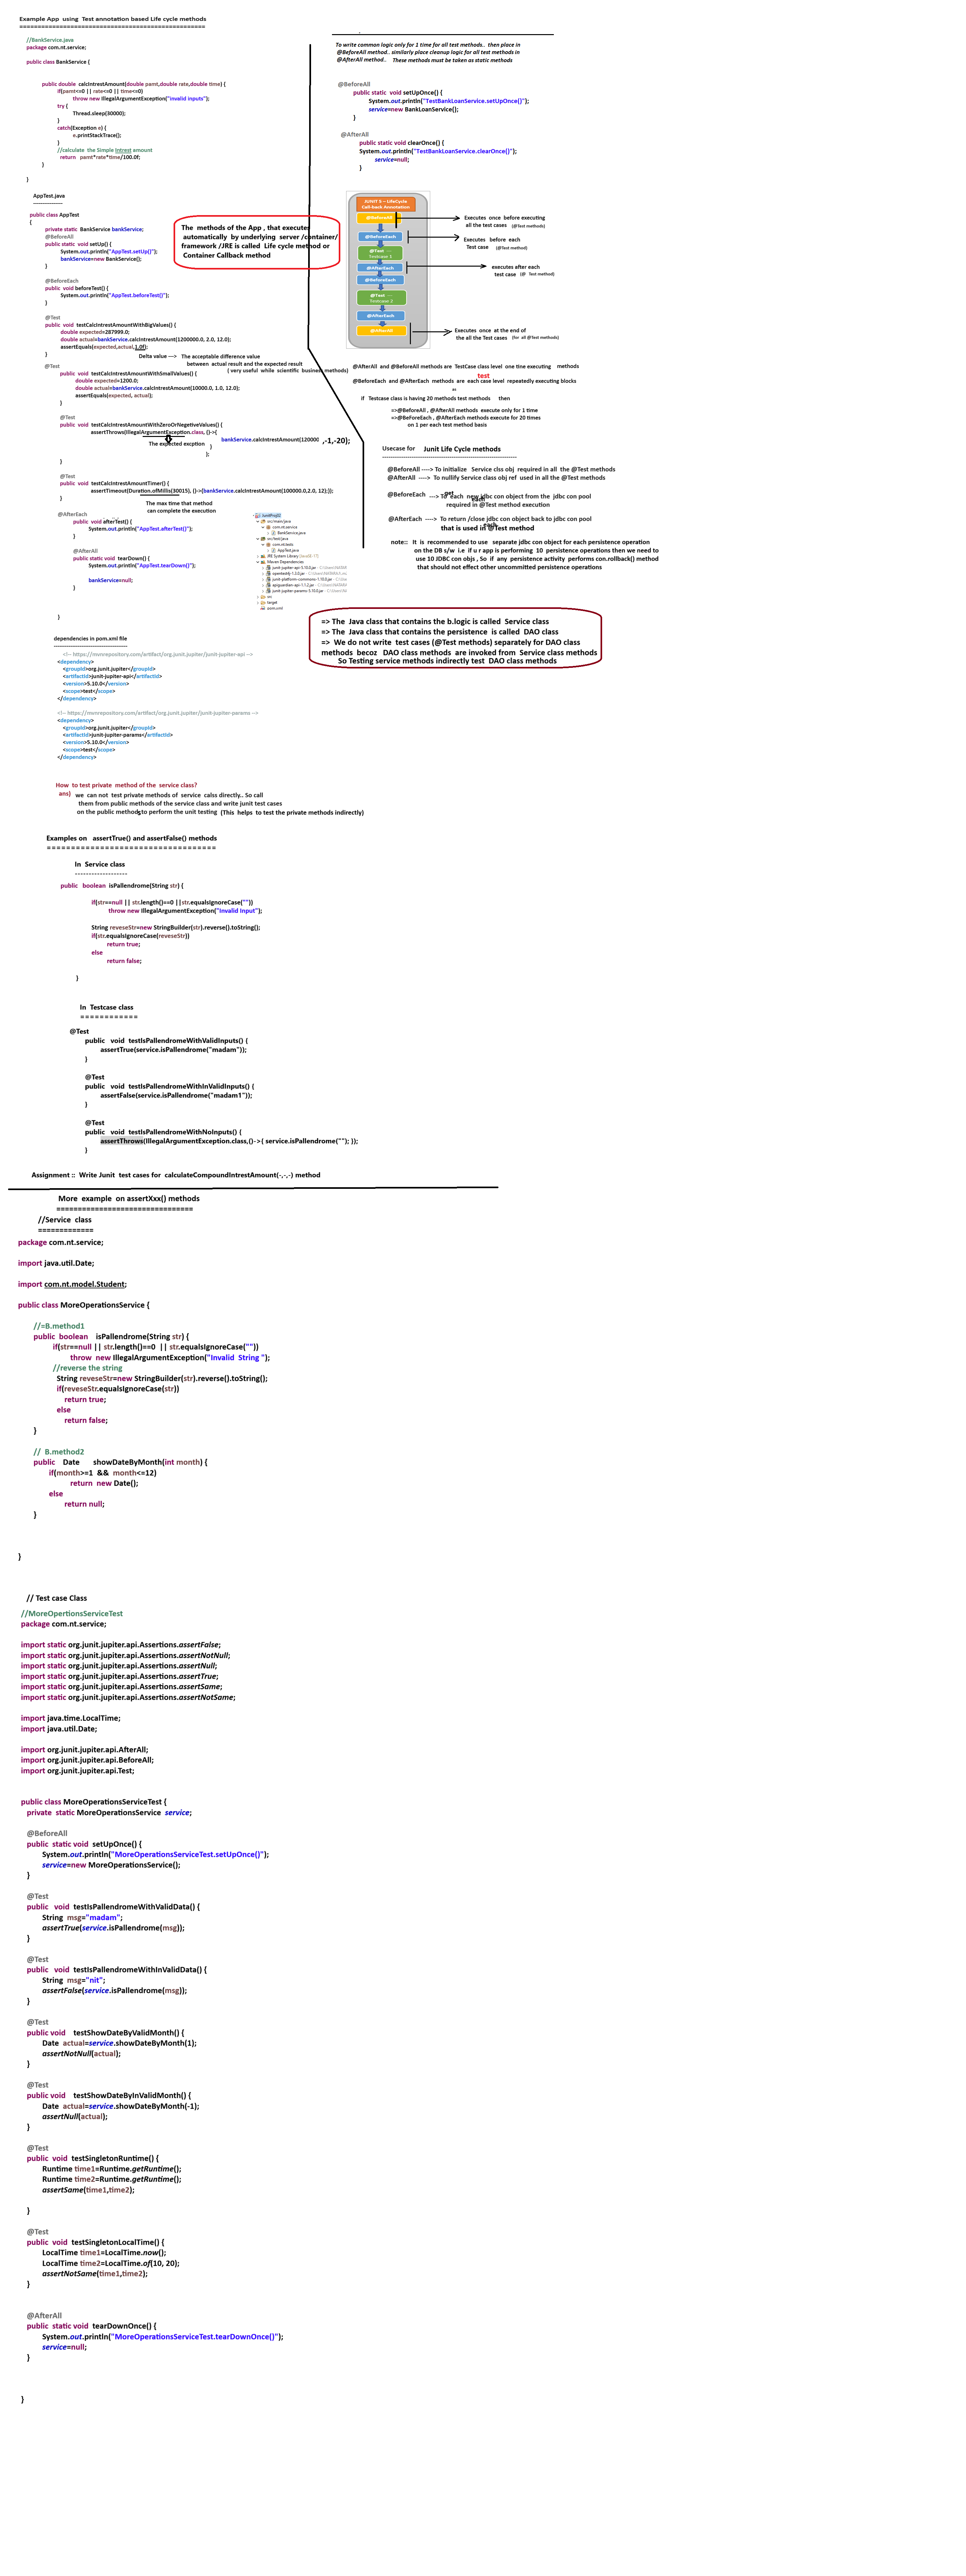 Example App using Test annotation based Life cycle methods
====================================================
//BankService.java
package com.nt.service;
public class BankService {
public double calcIntrestAmount(double pamt,double rate,double time) {
if(pamt<=0 || rate<=0 || time<=0)
throw new IllegalArgumentException("invalid inputs");
try {
Thread.sleep(30000);
}
catch(Exception e) {
e.printStackTrace();
}
//calculate the Simple Intrest amount
return pamt*rate*time/100.0f;
}
}
AppTest.java
----------------
public class AppTest
{
private static BankService bankService;
@BeforeAll
public static void setUp() {
System.out.println("AppTest.setUp()");
bankService=new BankService();
}
@BeforeEach
public void beforeTest() {
System.out.println("AppTest.beforeTest()");
}
@Test
public void testCalcIntrestAmountWithBigValues() {
double expected=287999.0;
double actual=bankService.calcIntrestAmount(1200000.0, 2.0, 12.0);
assertEquals(expected,actual,1.0f);
}
Delta value ---> The acceptable difference value
between actual result and the expected result
( very useful while scientific business methods)
@Test
public void testCalcIntrestAmountWithSmallValues() {
double expected=1200.0;
double actual=bankService.calcIntrestAmount(10000.0, 1.0, 12.0);
assertEquals(expected, actual);
}
@Test
public void testCalcIntrestAmountWithZeroOrNegetiveValues() {
assertThrows(IllegalArgumentException.class, ()->{
bankService.calcIntrestAmount(120000 ,-1,-20);
The expected excption
}
);
}
@Test
public void testCalcIntrestAmountTimer() {
assertTimeout(Duration.ofMillis(30015), ()->{bankService.calcIntrestAmount(100000.0,2.0, 12);});
}
The max time that method
can complete the execution
@AfterEach
public void afterTest() {
System.out.println("AppTest.afterTest()");
}
@AfterAll
public static void tearDown() {
System.out.println("AppTest.tearDown()");
bankService=null;
}
}
The methods of the App , that executes
automatically by underlying server /container/
framework /JRE is called Life cycle method or
Container Callback method
JunitProj02
src/main/java
com.nt.service
BankService.java
src/test/java
com.nt.tests
AppTest.java
JRE System Library [JavaSE-17]
Maven Dependencies
junit-jupiter-api-5.10.0.jar
opentest4j-1.3.0.jar
junit-platform-commons-1.10.0.jar
apiguardian-api-1.1.2.jar
junit-jupiter-params-5.10.0.jar
src
target
pom.xml
To write common logic only for 1 time for all test methods.. then place in
@BeforeAll method.. similarly place cleanup logic for all test methods in
@AfterAll method.. These methods must be taken as static methods
@BeforeAll
public static void setUpOnce() {
System.out.println("TestBankLoanService.setUpOnce()");
service=new BankLoanService();
}
@AfterAll
public static void clearOnce() {
System.out.println("TestBankLoanService.clearOnce()");
service=null;
}
JUNIT 5 – LifeCycle
Call-back Annotation
@BeforeAll
@BeforeEach
@Test
Testcase 1
@AfterEach
@BeforeEach
@Test
Testcase 2
@AfterEach
@AfterAll
Executes once before executing
all the test cases (@Test methods)
Executes before each
Test case (@Test method)
executes after each
test case (@ Test method)
Executes once at the end of
the all the Test cases (for all @Test methods)
@AfterAll and @BeforeAll methods are TestCase class level one time executing methods
test
@BeforeEach and @AfterEach methods are each case level repeatedly executing blocks
=
if Testcase class is having 20 methods test methods then
=>@BeforeAll , @AfterAll methods execute only for 1 time
=>@BeForeEach , @AfterEach methods execute for 20 times
on 1 per each test method basis
Usecase for Junit Life Cycle methods
-------------------------------------------------------
@BeforeAll ----> To initialize Service clss obj required in all the @Test methods
@AfterAll ----> To nullify Service class obj ref used in all the @Test methods
@BeforeEach ---> To get each new jdbc con object from the jdbc con pool
each
required in @Test method execution
@AfterEach ----> To return /close jdbc con object back to jdbc con pool
each
that is used in @Test method
note:: It is recommended to use separate jdbc con object for each persistence operation
on the DB s/w i.e if u r app is performing 10 persistence operations then we need to
use 10 JDBC con objs , So if any persistence activity performs con.rollback() method
that should not effect other uncommitted persistence operations
=> The Java class that contains the b.logic is called Service class
=> The Java class that contains the persistence is called DAO class
=> We do not write test cases (@Test methods) separately for DAO class
methods becoz DAO class methods are invoked from Service class methods
So Testing service methods indirectly test DAO class methods
dependencies in pom.xml file
----------------------------------
<!-- https://mvnrepository.com/artifact/org.junit.jupiter/junit-jupiter-api -->
<dependency>
<groupId>org.junit.jupiter</groupId>
<artifactId>junit-jupiter-api</artifactId>
<version>5.10.0</version>
<scope>test</scope>
</dependency>
<!-- https://mvnrepository.com/artifact/org.junit.jupiter/junit-jupiter-params -->
<dependency>
<groupId>org.junit.jupiter</groupId>
<artifactId>junit-jupiter-params</artifactId>
<version>5.10.0</version>
<scope>test</scope>
</dependency>
How to test private method of the service class?
ans) we can not test private methods of service calss directly.. So call
them from public methods of the service class and write junit test cases
on the public methods to perform the unit testing (This helps to test the private methods indirectly)
Examples on assertTrue() and assertFalse() methods
===============================
In Service class
-------------------
public boolean isPallendrome(String str) {
if(str==null || str.length()==0 ||str.equalsIgnoreCase(""))
throw new IllegalArgumentException("Invalid Input");
String reveseStr=new StringBuilder(str).reverse().toString();
if(str.equalsIgnoreCase(reveseStr))
return true;
else
return false;
}
In Testcase class
============
@Test
public void testIsPallendromeWithValidInputs() {
assertTrue(service.isPallendrome("madam"));
}
@Test
public void testIsPallendromeWithInValidInputs() {
assertFalse(service.isPallendrome("madam1"));
}
@Test
public void testIsPallendromeWithNoInputs() {
assertThrows(IllegalArgumentException.class,()->{ service.isPallendrome(""); });
}
Assignment :: Write Junit test cases for calculateCompoundIntrestAmount(-,-,-) method
More example on assertXxx() methods
================================
//Service class
=============
package com.nt.service;
import java.util.Date;
import com.nt.model.Student;
public class MoreOperationsService {
//=B.method1
public boolean isPallendrome(String str) {
if(str==null || str.length()==0 || str.equalsIgnoreCase(""))
throw new IllegalArgumentException("Invalid String ");
//reverse the string
String reveseStr=new StringBuilder(str).reverse().toString();
if(reveseStr.equalsIgnoreCase(str))
return true;
else
return false;
}
// B.method2
public Date showDateByMonth(int month) {
if(month>=1 && month<=12)
return new Date();
else
return null;
}
}
// Test case Class
//MoreOpertionsServiceTest
package com.nt.service;
import static org.junit.jupiter.api.Assertions.assertFalse;
import static org.junit.jupiter.api.Assertions.assertNotNull;
import static org.junit.jupiter.api.Assertions.assertNull;
import static org.junit.jupiter.api.Assertions.assertTrue;
import static org.junit.jupiter.api.Assertions.assertSame;
import static org.junit.jupiter.api.Assertions.assertNotSame;
import java.time.LocalTime;
import java.util.Date;
import org.junit.jupiter.api.AfterAll;
import org.junit.jupiter.api.BeforeAll;
import org.junit.jupiter.api.Test;
public class MoreOperationsServiceTest {
private static MoreOperationsService service;
@BeforeAll
public static void setUpOnce() {
System.out.println("MoreOperationsServiceTest.setUpOnce()");
service=new MoreOperationsService();
}
@Test
public void testIsPallendromeWithValidData() {
String msg="madam";
assertTrue(service.isPallendrome(msg));
}
@Test
public void testIsPallendromeWithInValidData() {
String msg="nit";
assertFalse(service.isPallendrome(msg));
}
@Test
public void testShowDateByValidMonth() {
Date actual=service.showDateByMonth(1);
assertNotNull(actual);
}
@Test
public void testShowDateByInValidMonth() {
Date actual=service.showDateByMonth(-1);
assertNull(actual);
}
@Test
public void testSingletonRuntime() {
Runtime time1=Runtime.getRuntime();
Runtime time2=Runtime.getRuntime();
assertSame(time1,time2);
}
@Test
public void testSingletonLocalTime() {
LocalTime time1=LocalTime.now();
LocalTime time2=LocalTime.of(10, 20);
assertNotSame(time1,time2);
}
@AfterAll
public static void tearDownOnce() {
System.out.println("MoreOperationsServiceTest.tearDownOnce()");
service=null;
}
}